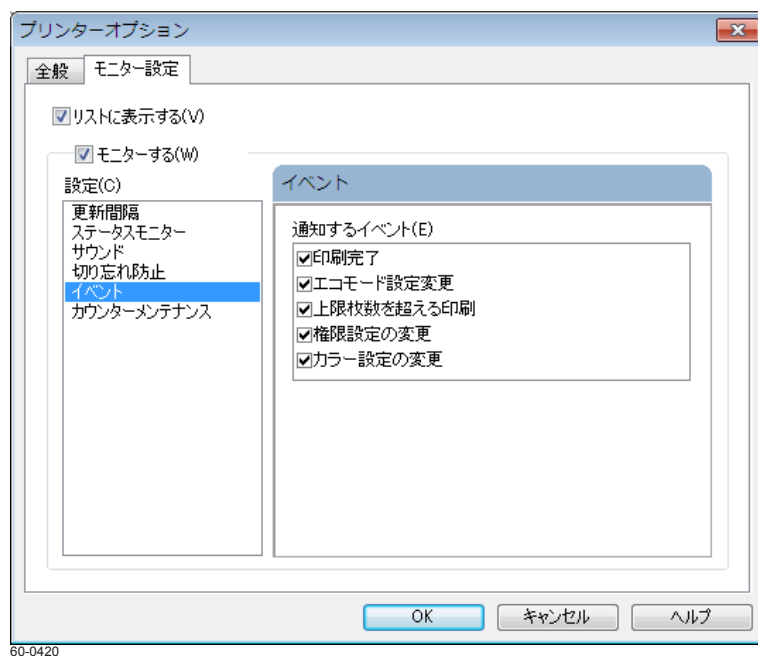 プリンターオプション
全般 モニター設定
リストに表示する(V)
モニターする(W)
設定(C)
更新間隔
ステータスモニター
サウンド
切り忘れ防止
イベント
カウンターメンテナンス
イベント
通知するイベント(E)
印刷完了
エコモード設定変更
上限枚数を超える印刷
権限設定の変更
カラー設定の変更
OK キャンセル ヘルプ
60-0420